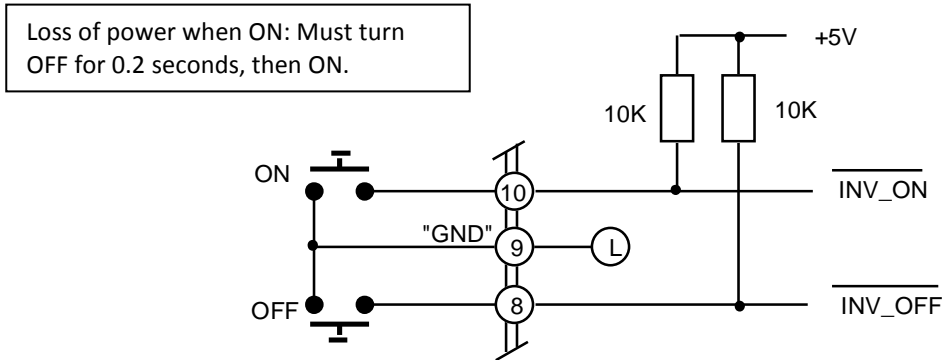 Loss of power when ON: Must turn
OFF for 0.2 seconds, then ON.
+5V
10K
10K
ON
10
INV_ON
"GND"
9
L
OFF
8
INV_OFF